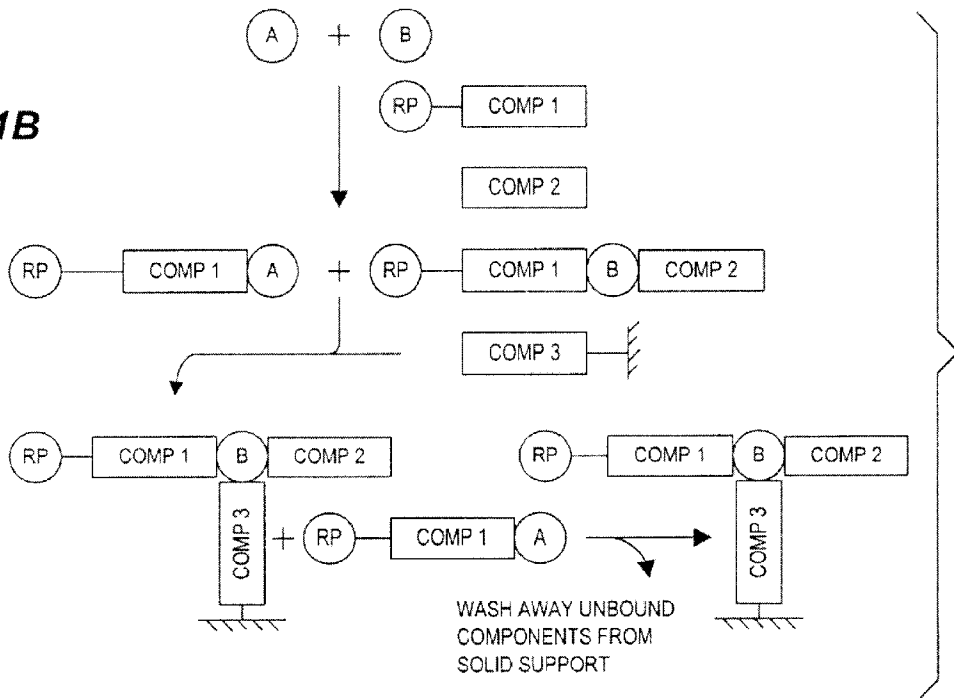 A + B
RP COMP 1
1B
COMP 2
RP COMP 1 A + RP COMP 1 B COMP 2
COMP 3
RP COMP 1 B COMP 2 RP COMP 1 B COMP 2
COMP 3 + RP COMP 1 A COMP 3
WASH AWAY UNBOUND
COMPONENTS FROM
SOLID SUPPORT